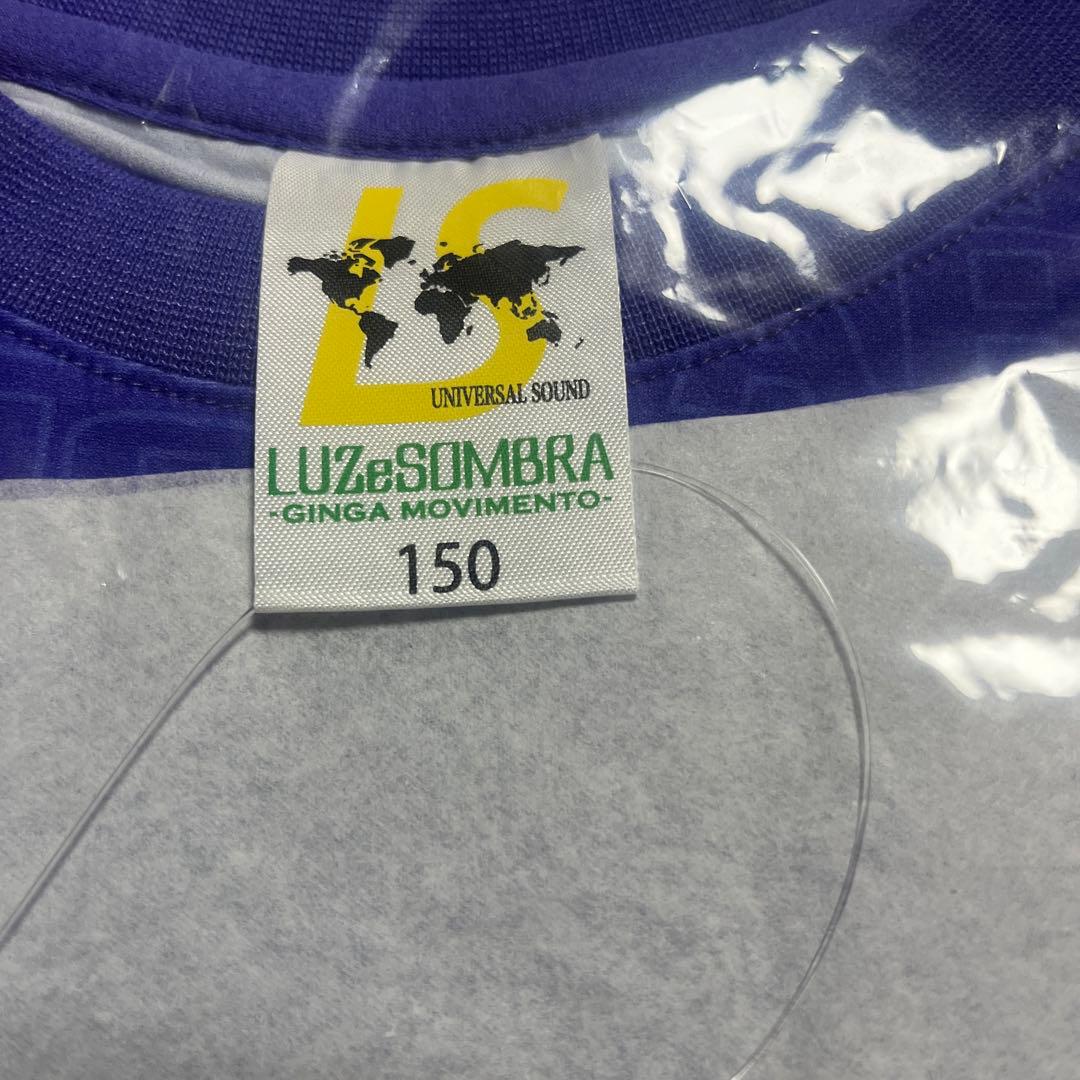 LS
UNIVERSAL SOUND
LUZeSOMBRA
-GINGA MOVIMENTO-
150